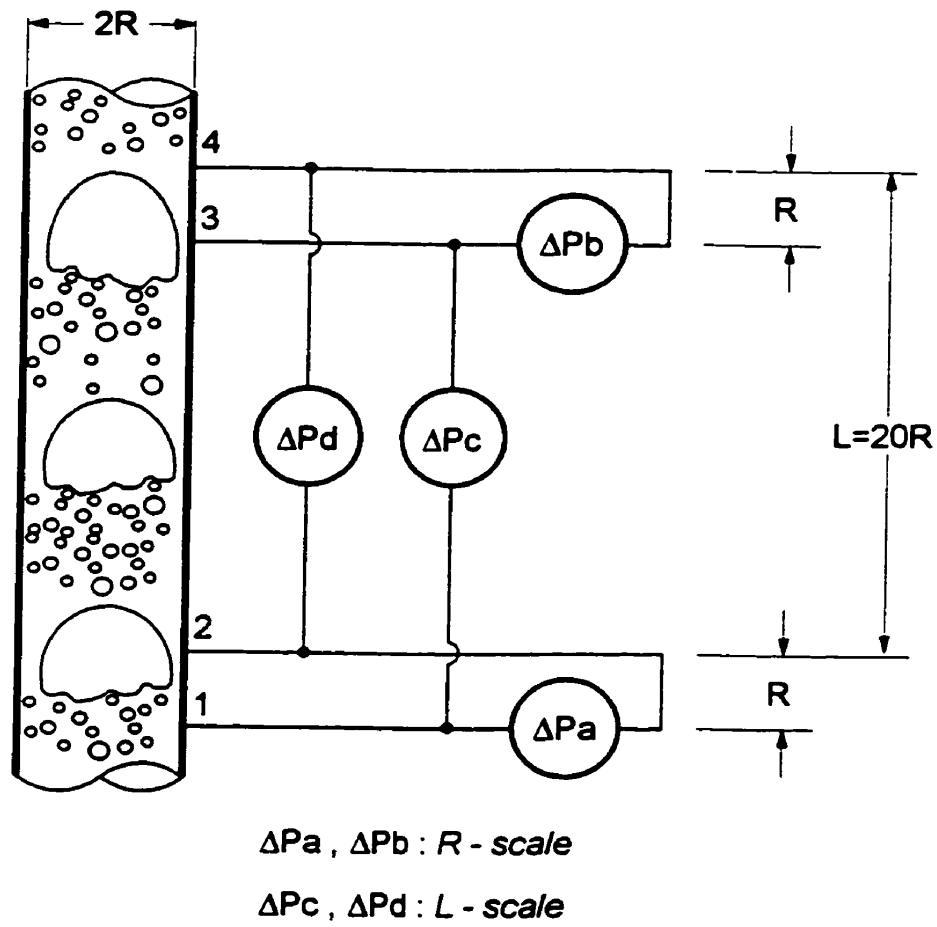 2R
4
3
ΔPb
R
ΔPd
ΔPc
L=20R
2
1
ΔPa
R
ΔPa , ΔPb : R - scale
ΔPc , ΔPd : L - scale